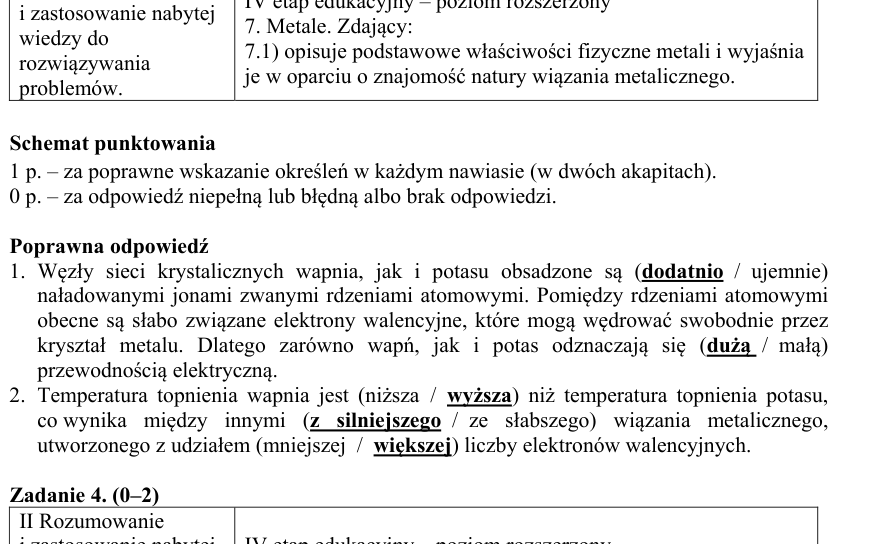 i zastosowanie nabytej
wiedzy do
rozwiązywania
problemów.
IV etap edukacyjny – poziom rozszerzony
7. Metale. Zdający:
7.1) opisuje podstawowe właściwości fizyczne metali i wyjaśnia
je w oparciu o znajomość natury wiązania metalicznego.
Schemat punktowania
1 p. – za poprawne wskazanie określeń w każdym nawiasie (w dwóch akapitach).
0 p. – za odpowiedź niepełną lub błędną albo brak odpowiedzi.
Poprawna odpowiedź
1. Węzły sieci krystalicznych wapnia, jak i potasu obsadzone są (dodatnio / ujemnie)
naładowanymi jonami zwanymi rdzeniami atomowymi. Pomiędzy rdzeniami atomowymi
obecne są słabo związane elektrony walencyjne, które mogą wędrować swobodnie przez
kryształ metalu. Dlatego zarówno wapń, jak i potas odznaczają się (dużą / małą)
przewodnością elektryczną.
2. Temperatura topnienia wapnia jest (niższa / wyższa) niż temperatura topnienia potasu,
co wynika między innymi (z silniejszego / ze słabszego) wiązania metalicznego,
utworzonego z udziałem (mniejszej / większej) liczby elektronów walencyjnych.
Zadanie 4. (0–2)
II Rozumowanie
i zastosowanie nabytej
IV etap edukacyjny – poziom rozszerzony